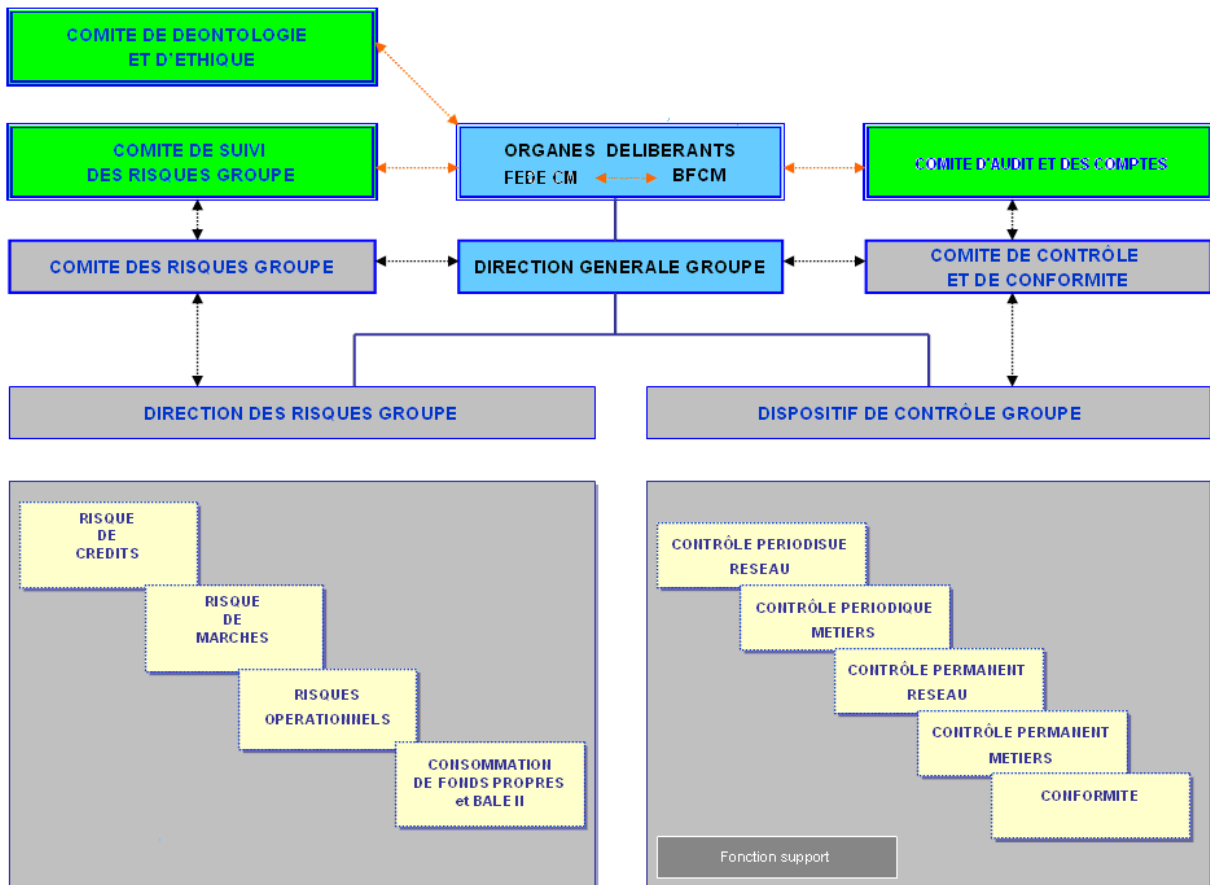 COMITE DE DEONTOLOGIE
ET D'ETHIQUE
COMITE DE SUIVI
DES RISQUES GROUPE
ORGANES DELIBERANTS
FEDE CM BFCM
COMITE D'AUDIT ET DES COMPTES
COMITE DES RISQUES GROUPE
DIRECTION GENERALE GROUPE
COMITE DE CONTRÔLE
ET DE CONFORMITE
DIRECTION DES RISQUES GROUPE
DISPOSITIF DE CONTRÔLE GROUPE
RISQUE
DE
CREDITS
RISQUE
DE
MARCHES
RISQUES
OPERATIONNELS
CONSOMMATION
DE FONDS PROPRES
et BALE II
CONTRÔLE PERIODISUE
RESEAU
CONTRÔLE PERIODIQUE
METIERS
CONTRÔLE PERMANENT
RESEAU
CONTRÔLE PERMANENT
METIERS
CONFORMITE
Fonction support